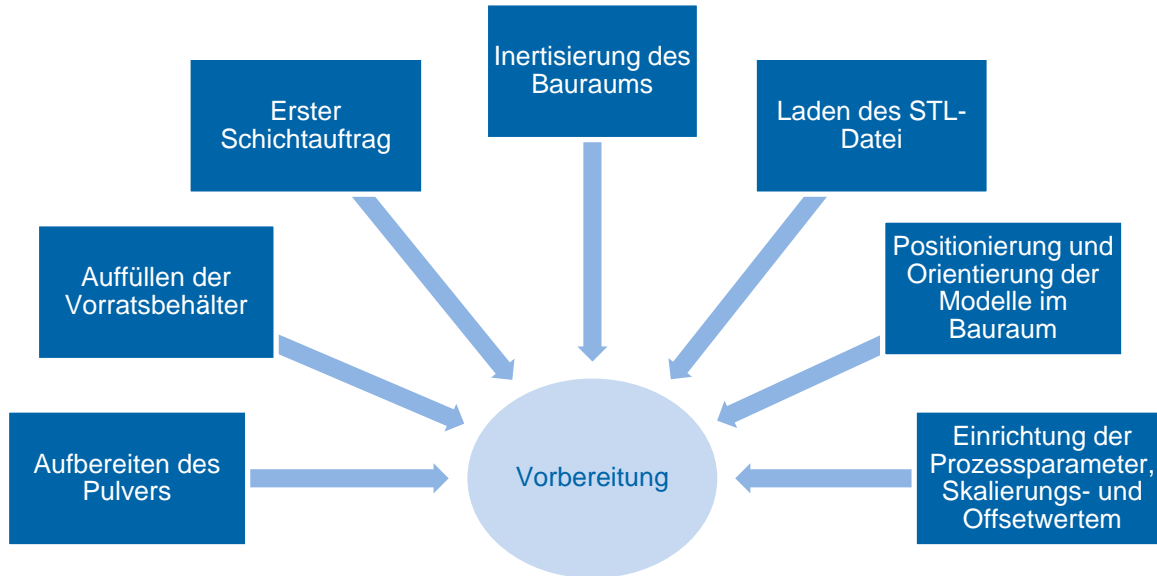 Inertisierung des
Bauraums
Erster
Schichtauftrag
Laden des STL-
Datei
Auffüllen der
Vorratsbehälter
Positionierung und
Orientierung der
Modelle im
Bauraum
Aufbereiten des
Pulvers
Vorbereitung
Einrichtung der
Prozessparameter,
Skalierungs- und
Offsetwertem